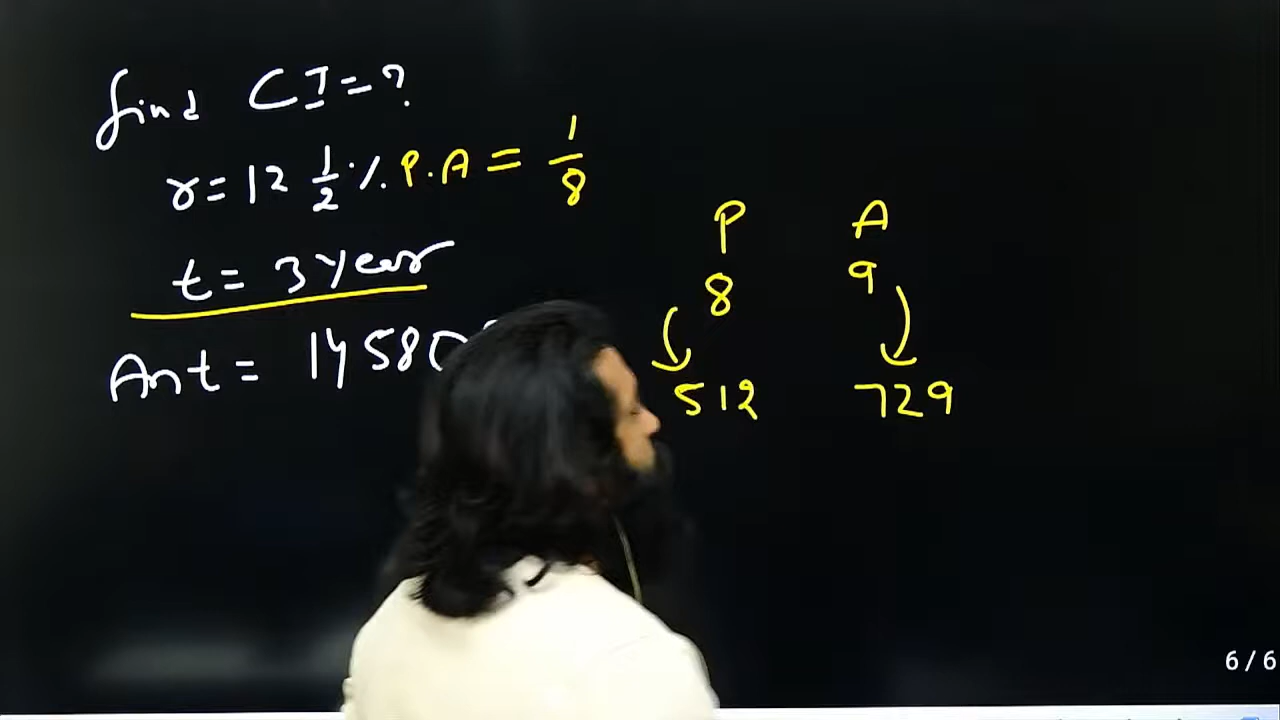 find CI=?
r= 12 1/2 % P.A = 1/8
t= 3 year
Amt= 14580
P A
8 9
512 729
6/6